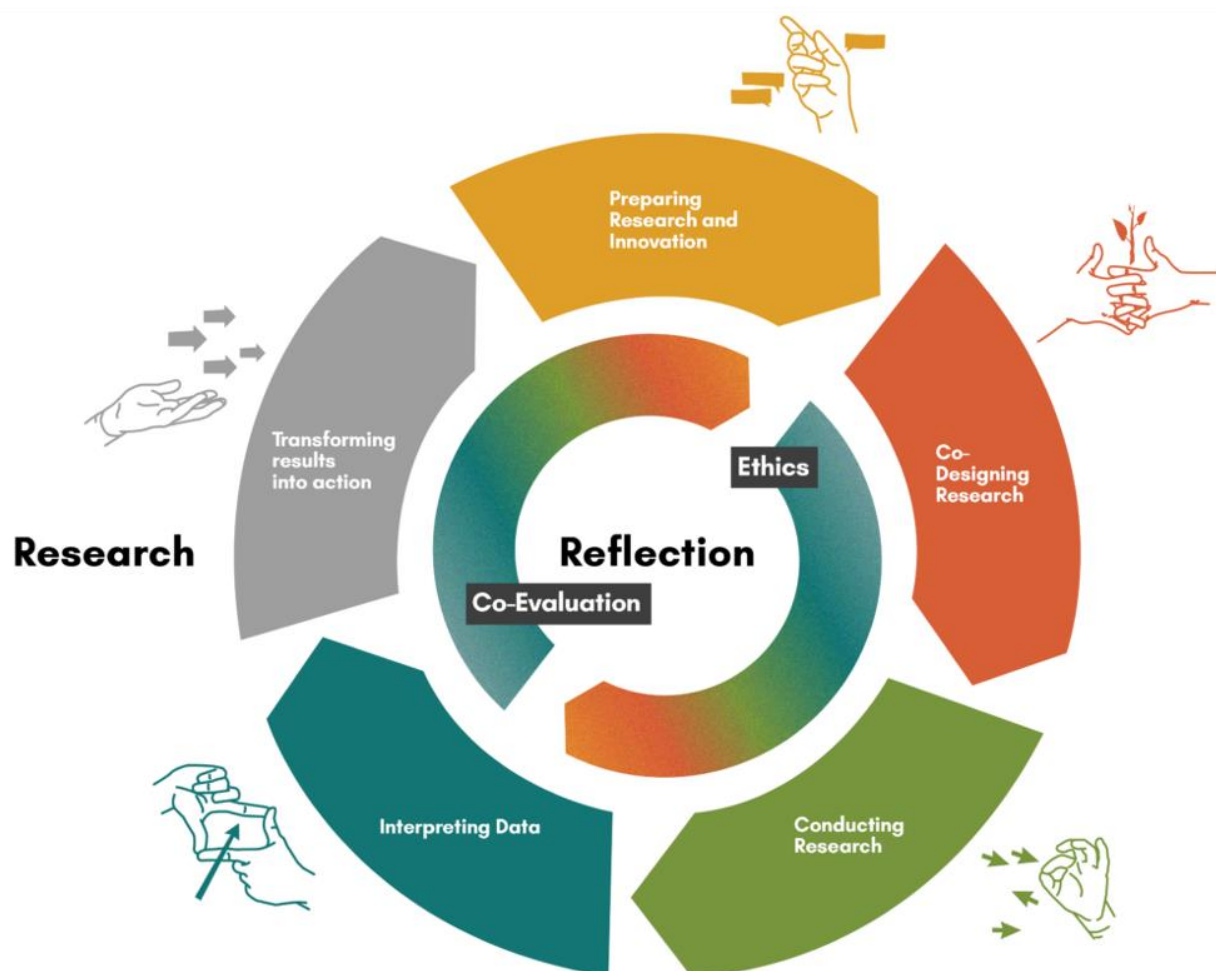 Preparing
Research and
Innovation
Co-
Designing
Research
Conducting
Research
Interpreting Data
Transforming
results
into action
Research
Reflection
Ethics
Co-Evaluation